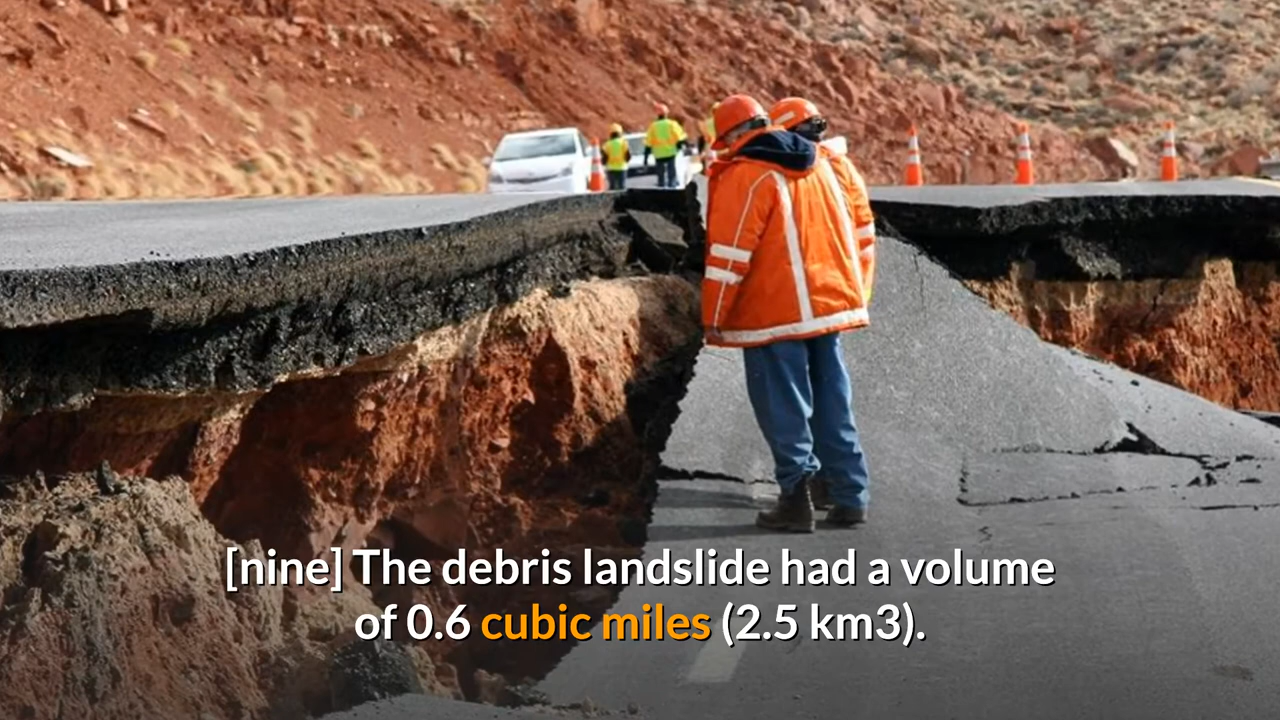 [nine] The debris landslide had a volume
of 0.6 cubic miles (2.5 km3).